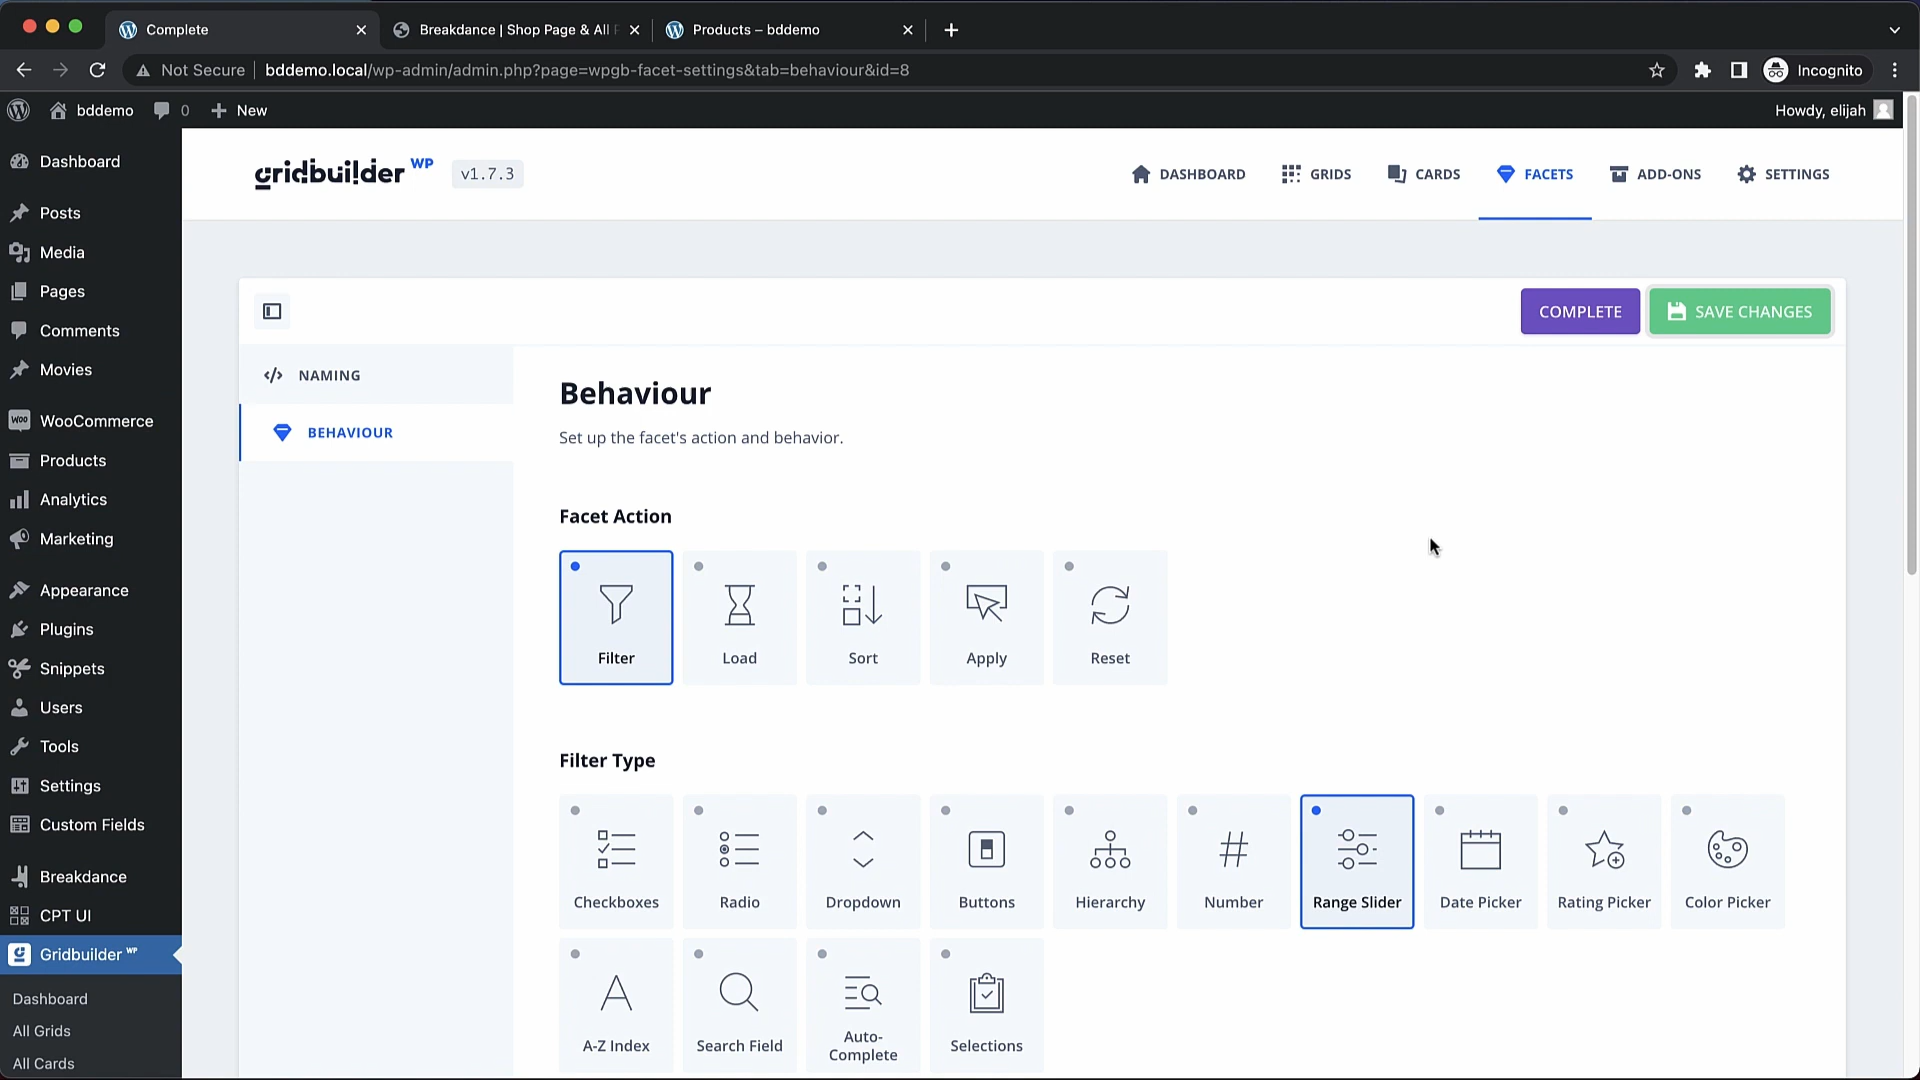 Complete
Breakdance | Shop Page & All
Products – bddemo
Not Secure
bddemo.local/wp-admin/admin.php?page=wpgb-facet-settings&tab=behaviour&id=8
Incognito
bddemo
0
New
Howdy, elijah
Dashboard
Posts
Media
Pages
Comments
Movies
WooCommerce
Products
Analytics
Marketing
Appearance
Plugins
Snippets
Users
Tools
Settings
Custom Fields
Breakdance
CPT UI
Gridbuilder ᵂᴾ
Dashboard
All Grids
All Cards
gridbuilder WP
v1.7.3
DASHBOARD
GRIDS
CARDS
FACETS
ADD-ONS
SETTINGS
COMPLETE
SAVE CHANGES
NAMING
BEHAVIOUR
Behaviour
Set up the facet's action and behavior.
Facet Action
Filter
Load
Sort
Apply
Reset
Filter Type
Checkboxes
Radio
Dropdown
Buttons
Hierarchy
Number
Range Slider
Date Picker
Rating Picker
Color Picker
A-Z Index
Search Field
Auto-
Complete
Selections